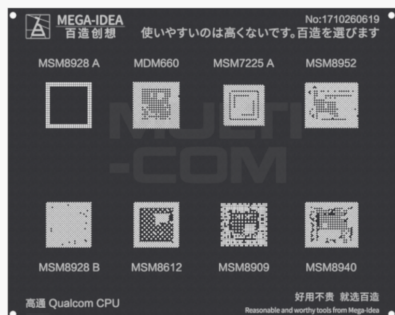 MEGA-IDEA
百造创想
No:1710260619
使いやすいのは高くないです。百造を選びます
MSM8928 A MDM660 MSM7225 A MSM8952
MULTI
-COM
MSM8928 B MSM8612 MSM8909 MSM8940
高通 Qualcom CPU
好用不贵 就选百造
Reasonable and worthy tools from Mega-Idea